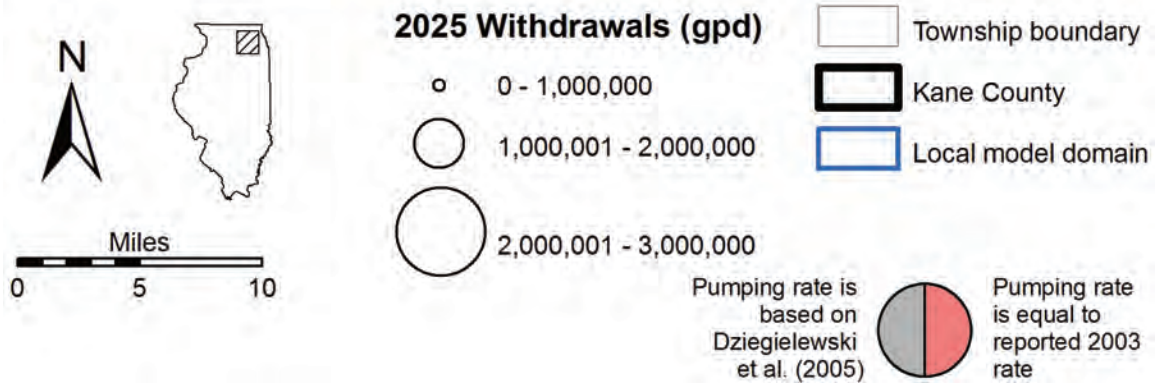 N
Miles
0 5 10
2025 Withdrawals (gpd)
0 - 1,000,000
1,000,001 - 2,000,000
2,000,001 - 3,000,000
Township boundary
Kane County
Local model domain
Pumping rate is
based on
Dziegielewski
et al. (2005)
Pumping rate
is equal to
reported 2003
rate